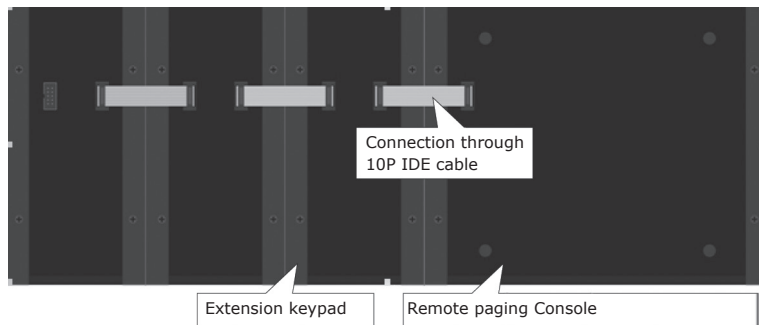 Connection through
10P IDE cable
Extension keypad
Remote paging Console